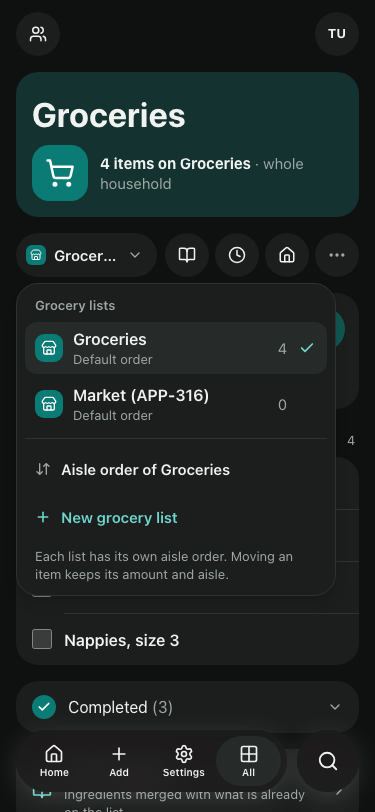 TU
Groceries
4 items on Groceries · whole
household
Grocer...
Grocery lists
Groceries
Default order
4
Market (APP-316)
Default order
0
4
Aisle order of Groceries
New grocery list
Each list has its own aisle order. Moving an
item keeps its amount and aisle.
Nappies, size 3
Completed (3)
Home
Add
Settings
All
Ingredients merged with what is already
on the list.